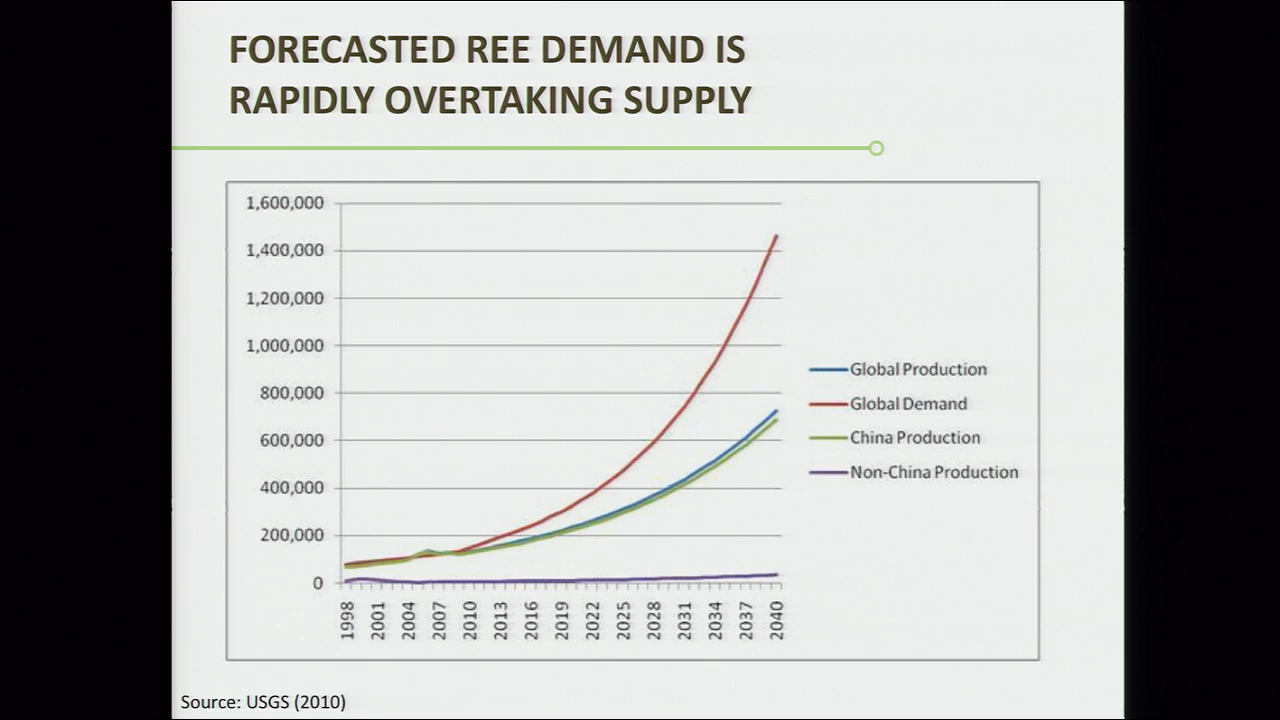 FORECASTED REE DEMAND IS
RAPIDLY OVERTAKING SUPPLY
1,600,000
1,400,000
1,200,000
1,000,000
800,000
600,000
400,000
200,000
0
1998 2001 2004 2007 2010 2013 2016 2019 2022 2025 2028 2031 2034 2037 2040
Global Production
Global Demand
China Production
Non-China Production
Source: USGS (2010)